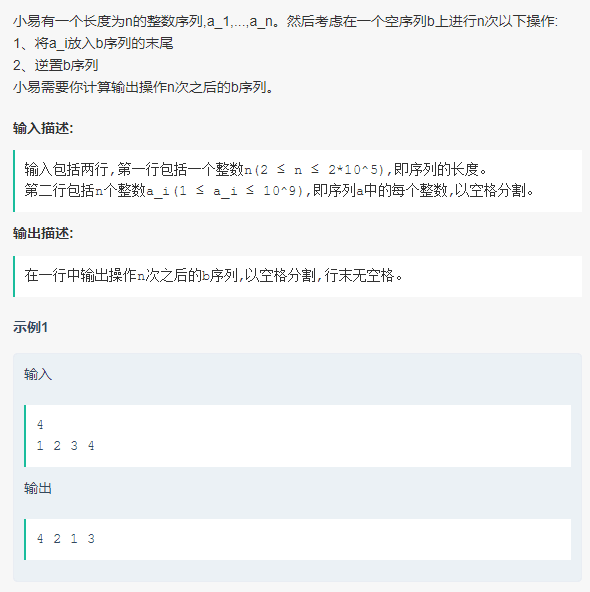 小易有一个长度为n的整数序列,a_1,...,a_n。然后考虑在一个空序列b上进行n次以下操作:
1、将a_i放入b序列的末尾
2、逆置b序列
小易需要你计算输出操作n次之后的b序列。
输入描述:
输入包括两行,第一行包括一个整数n(2 ≤ n ≤ 2*10^5),即序列的长度。
第二行包括n个整数a_i(1 ≤ a_i ≤ 10^9),即序列a中的每个整数,以空格分割。
输出描述:
在一行中输出操作n次之后的b序列,以空格分割,行末无空格。
示例1
输入
4
1 2 3 4
输出
4 2 1 3